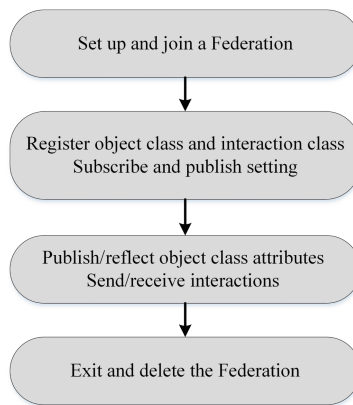 Set up and join a Federation
Register object class and interaction class
Subscribe and publish setting
Publish/reflect object class attributes
Send/receive interactions
Exit and delete the Federation